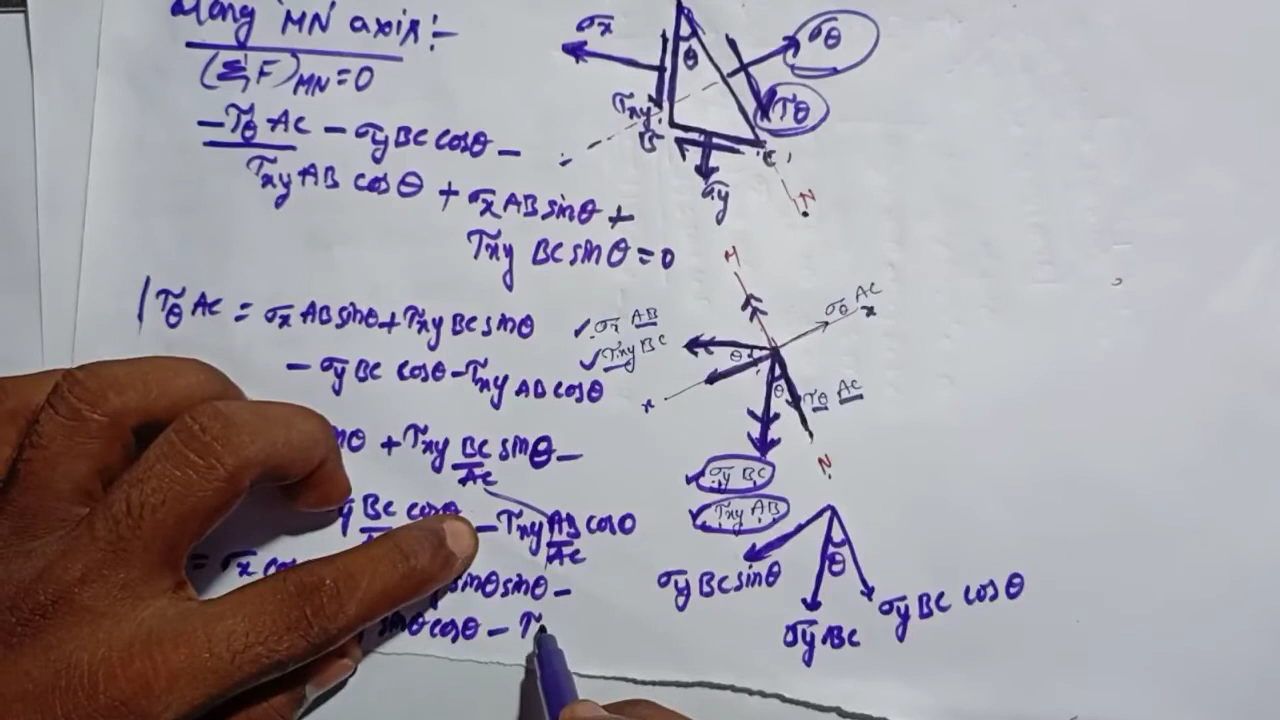 along 'MN' axis:-
(ΣF)MN=0
-τθ AC - σy BC cosθ -
τxy AB cosθ + σx AB sinθ +
τxy BC sinθ = 0
τθ AC = σx AB sinθ + τxy BC sinθ
- σy BC cosθ - τxy AB cosθ
θ + τxy BC/AC sinθ -
y BC cosθ - τxy AB/AC cosθ
= σx
sinθ sinθ -
sinθ cosθ - τ
σx
θ
σθ
τxy
τθ
B
C
σy
N
M
σθ AC
x
σx AB
τxy BC
θ
θ
τθ AC
x
N
σy BC
τxy AB
θ
σy BC sinθ
σy BC cosθ
σy BC